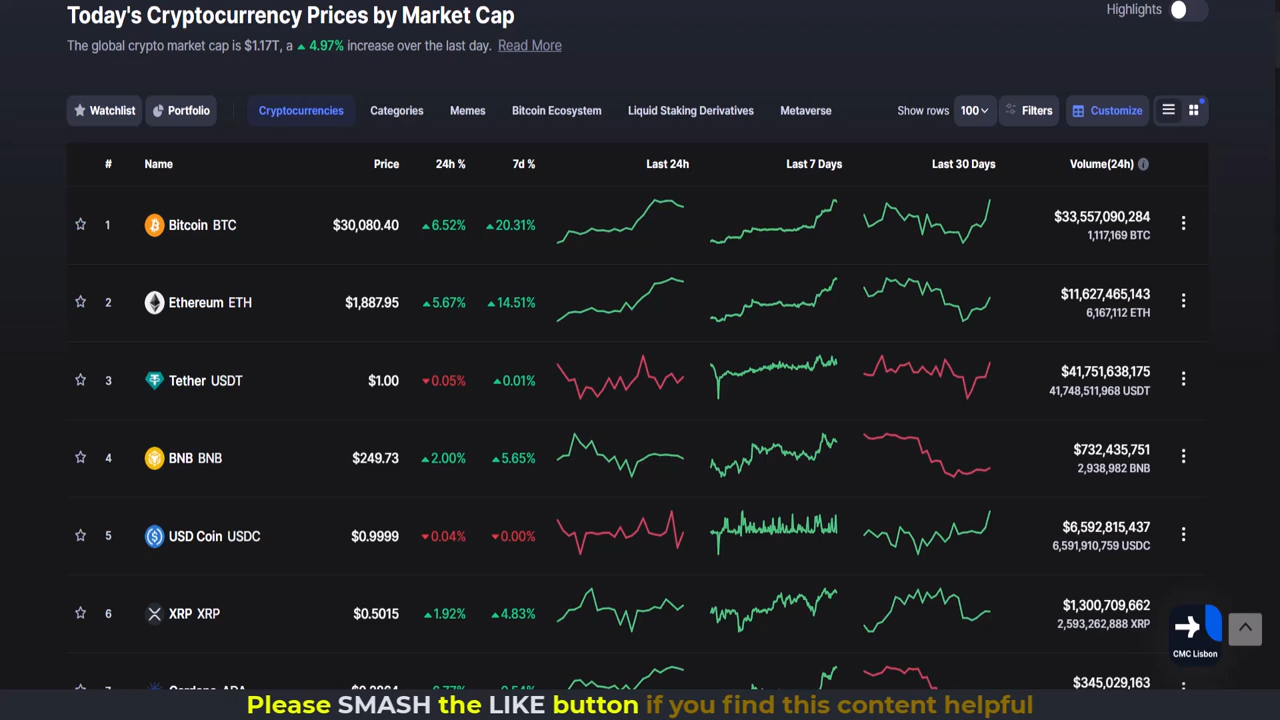 Today's Cryptocurrency Prices by Market Cap
Highlights
The global crypto market cap is $1.17T, a 4.97% increase over the last day. Read More
Watchlist Portfolio Cryptocurrencies Categories Memes Bitcoin Ecosystem Liquid Staking Derivatives Metaverse Show rows 100 Filters Customize
# Name Price 24h % 7d % Last 24h Last 7 Days Last 30 Days Volume(24h)
1 Bitcoin BTC $30,080.40 6.52% 20.31% $33,557,090,284
1,117,169 BTC
2 Ethereum ETH $1,887.95 5.67% 14.51% $11,627,465,143
6,167,112 ETH
3 Tether USDT $1.00 0.05% 0.01% $41,751,638,175
41,748,511,968 USDT
4 BNB BNB $249.73 2.00% 5.65% $732,435,751
2,938,982 BNB
5 USD Coin USDC $0.9999 0.04% 0.00% $6,592,815,437
6,591,910,759 USDC
6 XRP XRP $0.5015 1.92% 4.83% $1,300,709,662
2,593,262,888 XRP
CMC Lisbon
$345,029,163
Please SMASH the LIKE button if you find this content helpful